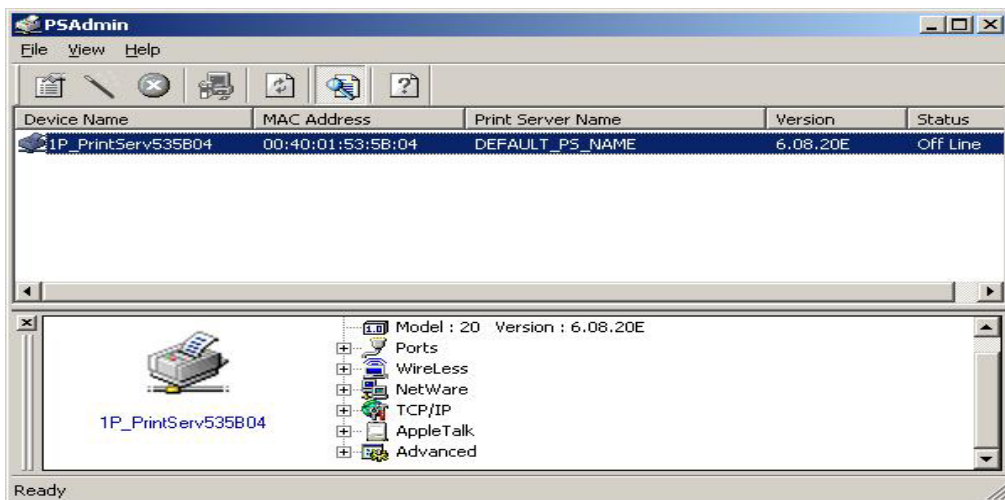 PSAdmin
File View Help
Device Name MAC Address Print Server Name Version Status
1P_PrintServ535B04 00:40:01:53:5B:04 DEFAULT_PS_NAME 6.08.20E Off Line
Model : 20 Version : 6.08.20E
Ports
WireLess
NetWare
TCP/IP
AppleTalk
Advanced
1P_PrintServ535B04
Ready